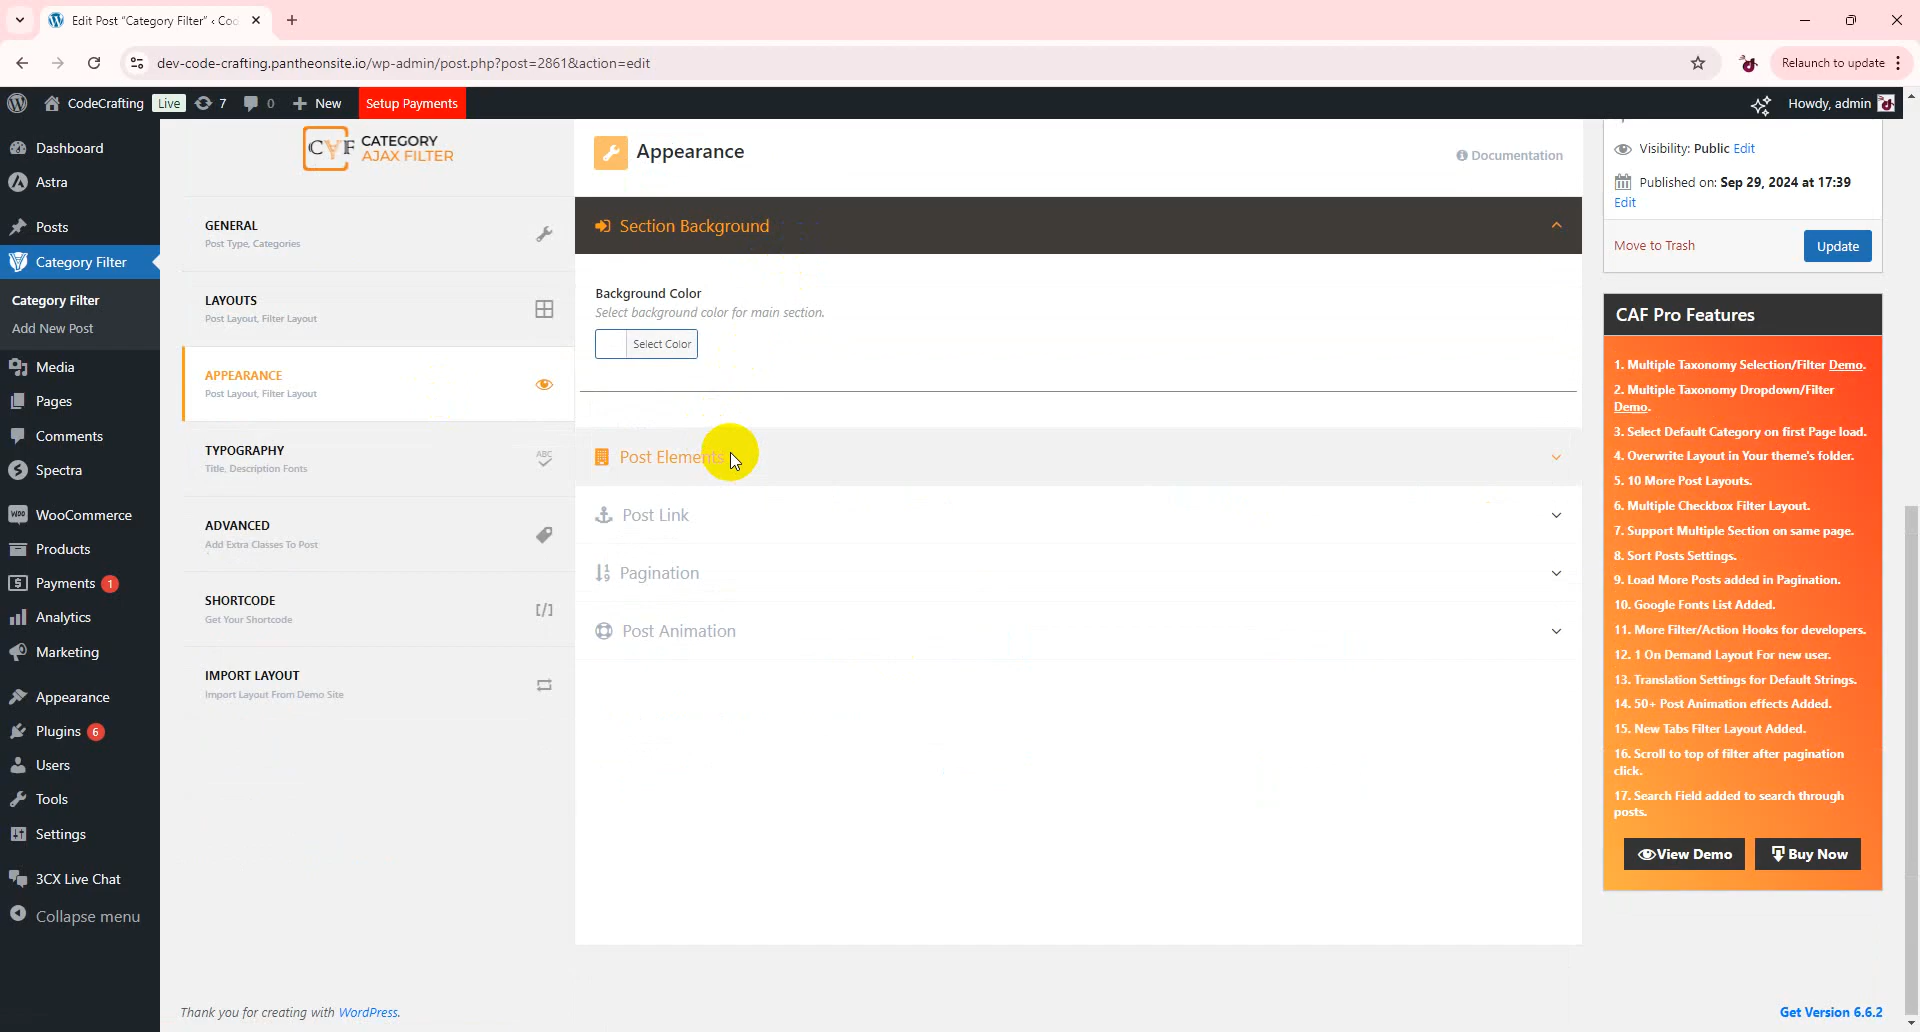 Edit Post “Category Filter” ‹ Coc
dev-code-crafting.pantheonsite.io/wp-admin/post.php?post=2861&action=edit
Relaunch to update
CodeCrafting Live 7 0 New Setup Payments
Howdy, admin
Dashboard
Astra
Posts
Category Filter
Category Filter
Add New Post
Media
Pages
Comments
Spectra
WooCommerce
Products
Payments 1
Analytics
Marketing
Appearance
Plugins 6
Users
Tools
Settings
3CX Live Chat
Collapse menu
CAF CATEGORY
AJAX FILTER
GENERAL
Post Type, Categories
LAYOUTS
Post Layout, Filter Layout
APPEARANCE
Post Layout, Filter Layout
TYPOGRAPHY
Title, Description Fonts
ABC
ADVANCED
Add Extra Classes To Post
SHORTCODE
Get Your Shortcode
[/]
IMPORT LAYOUT
Import Layout From Demo Site
Appearance
Documentation
Section Background
Background Color
Select background color for main section.
Select Color
Post Elements
Post Link
Pagination
Post Animation
Visibility: Public Edit
Published on: Sep 29, 2024 at 17:39
Edit
Move to Trash
Update
CAF Pro Features
1. Multiple Taxonomy Selection/Filter Demo.
2. Multiple Taxonomy Dropdown/Filter
Demo.
3. Select Default Category on first Page load.
4. Overwrite Layout in Your theme's folder.
5. 10 More Post Layouts.
6. Multiple Checkbox Filter Layout.
7. Support Multiple Section on same page.
8. Sort Posts Settings.
9. Load More Posts added in Pagination.
10. Google Fonts List Added.
11. More Filter/Action Hooks for developers.
12. 1 On Demand Layout For new user.
13. Translation Settings for Default Strings.
14. 50+ Post Animation effects Added.
15. New Tabs Filter Layout Added.
16. Scroll to top of filter after pagination
click.
17. Search Field added to search through
posts.
View Demo
Buy Now
Thank you for creating with WordPress.
Get Version 6.6.2